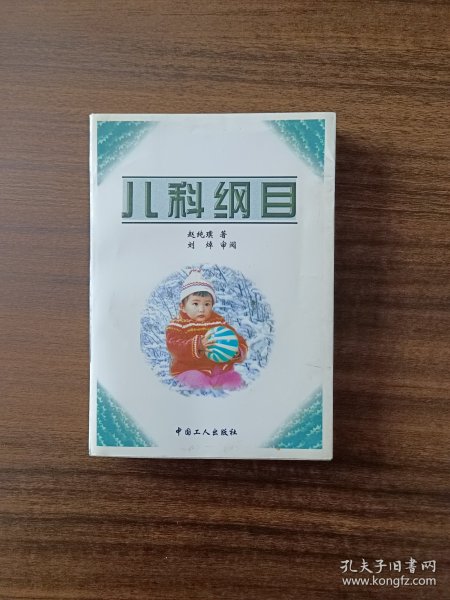 儿科纲目
赵纯璞 著
刘焯 审阅
中国工人出版社
孔夫子旧书网
www.kongfz.com